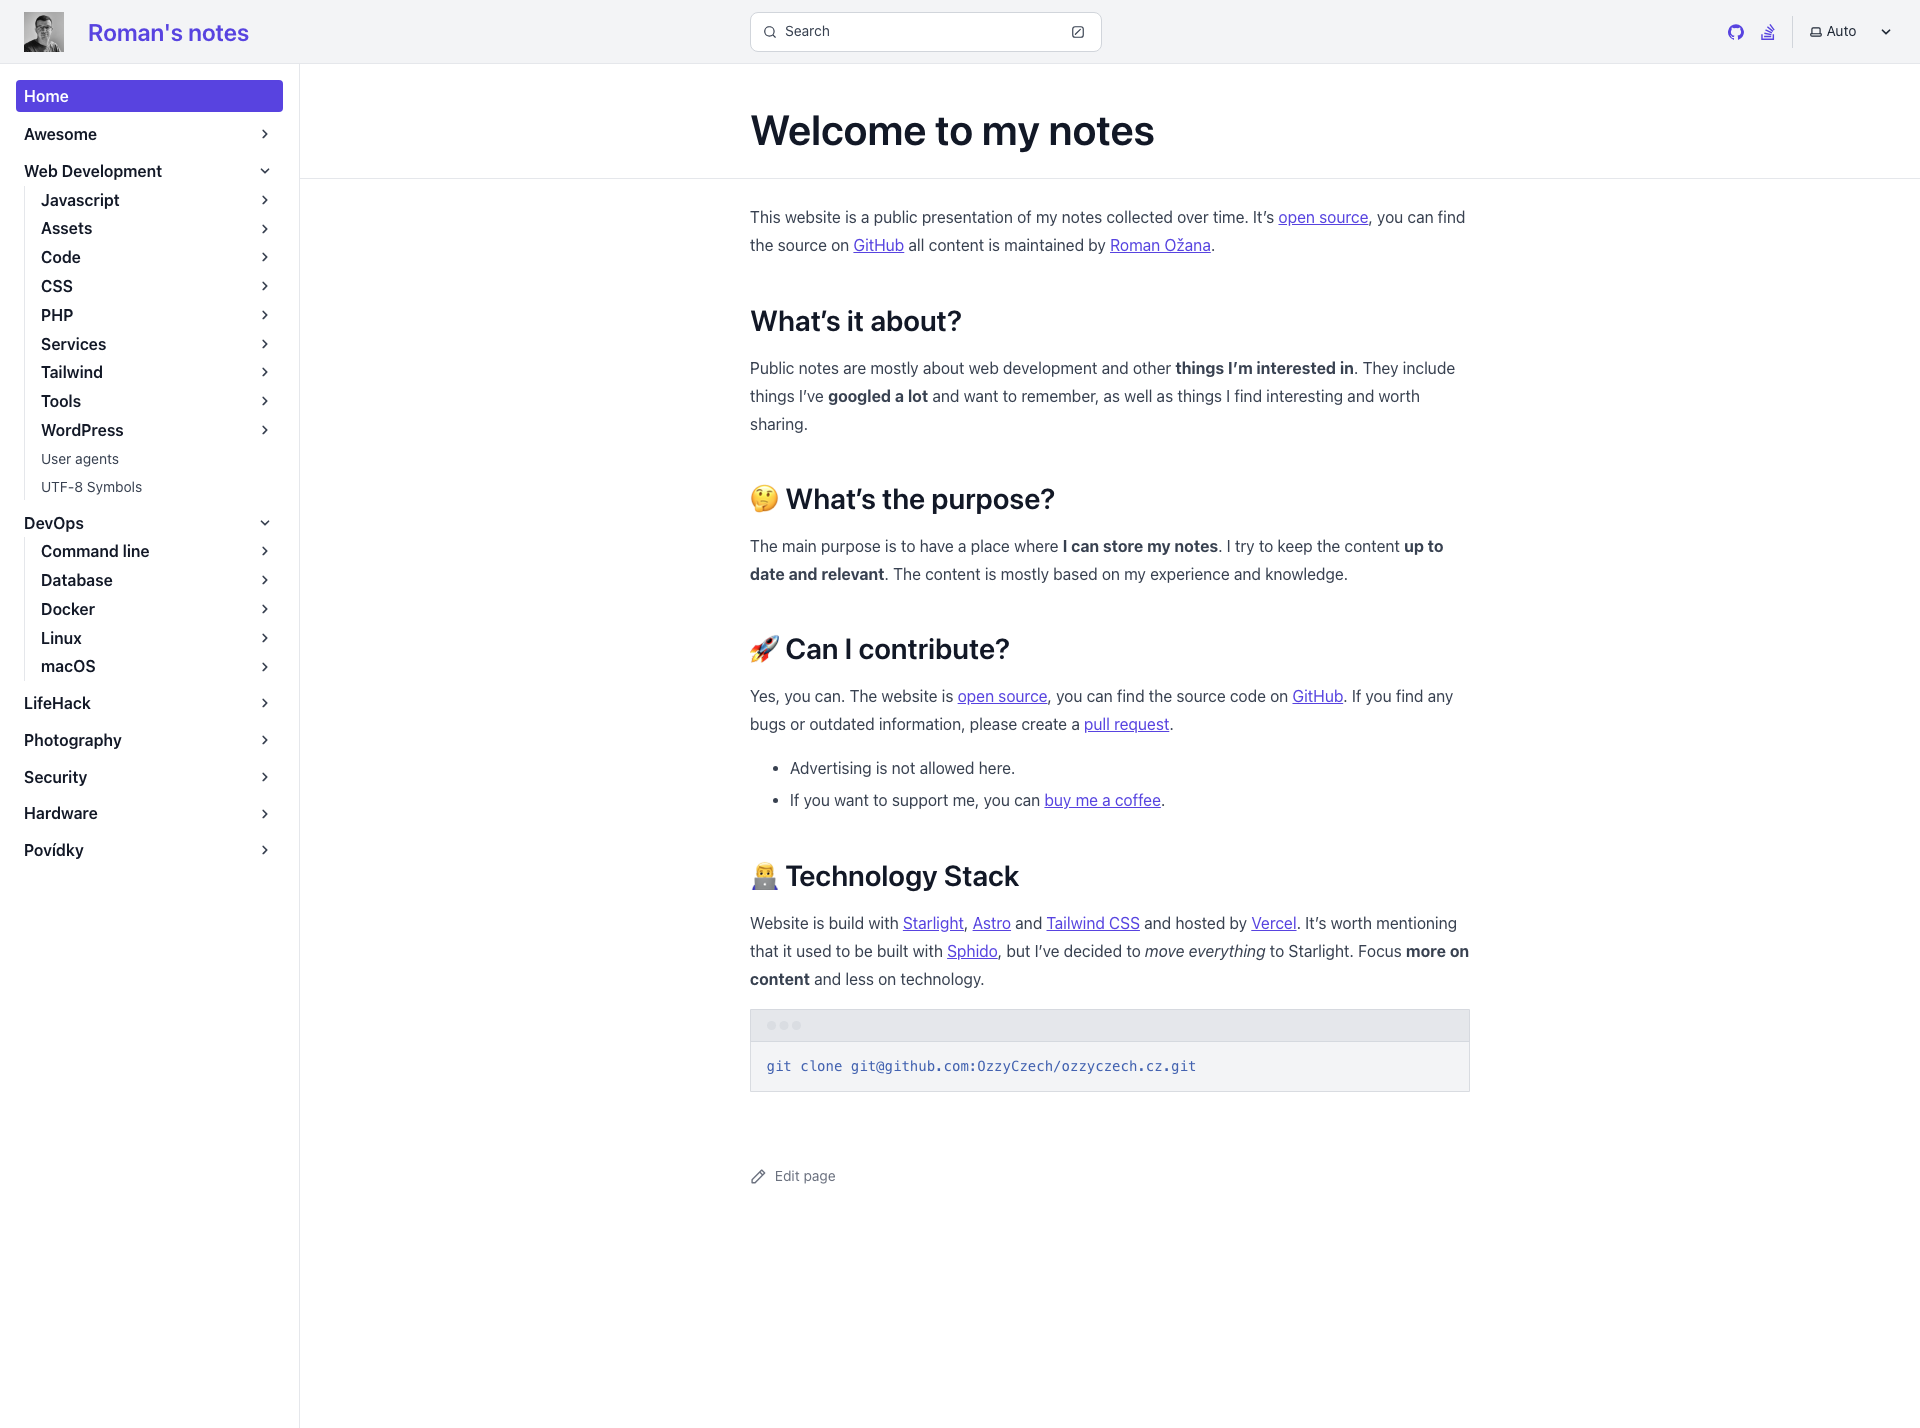 Roman's notes
Search
Auto
Home
Awesome
Web Development
Javascript
Assets
Code
CSS
PHP
Services
Tailwind
Tools
WordPress
User agents
UTF-8 Symbols
DevOps
Command line
Database
Docker
Linux
macOS
LifeHack
Photography
Security
Hardware
Povídky
Welcome to my notes
This website is a public presentation of my notes collected over time. It’s open source, you can find
the source on GitHub all content is maintained by Roman Ožana.
What’s it about?
Public notes are mostly about web development and other things I’m interested in. They include
things I’ve googled a lot and want to remember, as well as things I find interesting and worth
sharing.
🤔 What’s the purpose?
The main purpose is to have a place where I can store my notes. I try to keep the content up to
date and relevant. The content is mostly based on my experience and knowledge.
🚀 Can I contribute?
Yes, you can. The website is open source, you can find the source code on GitHub. If you find any
bugs or outdated information, please create a pull request.
• Advertising is not allowed here.
• If you want to support me, you can buy me a coffee.
👨‍💻 Technology Stack
Website is build with Starlight, Astro and Tailwind CSS and hosted by Vercel. It’s worth mentioning
that it used to be built with Sphido, but I’ve decided to move everything to Starlight. Focus more on
content and less on technology.
git clone git@github.com:OzzyCzech/ozzyczech.cz.git
Edit page